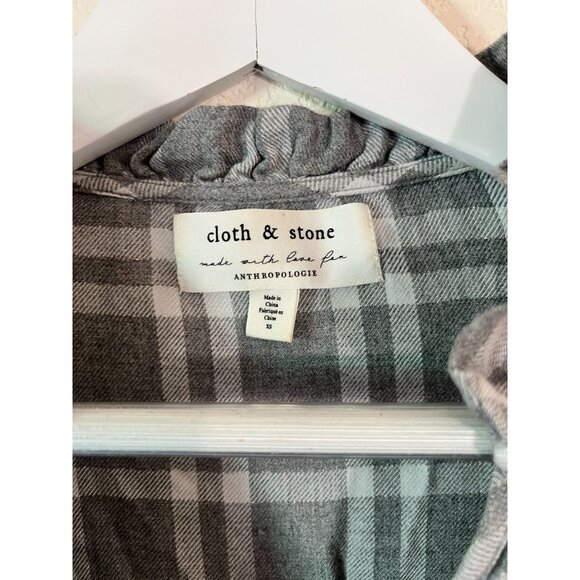 cloth & stone
made with love for
ANTHROPOLOGIE
Made in
China
Fabriqué en
Chine
XS